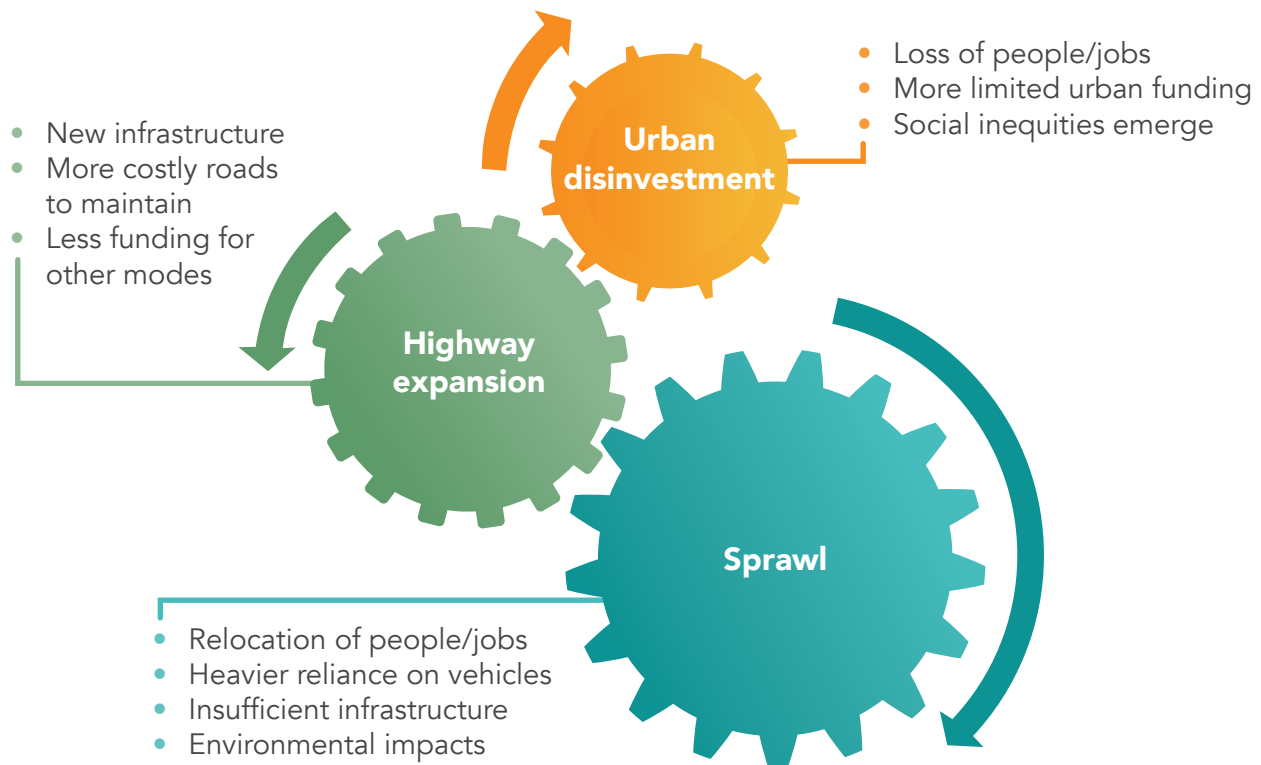 • Loss of people/jobs
• More limited urban funding
• Social inequities emerge
Urban
disinvestment
• New infrastructure
• More costly roads
to maintain
• Less funding for
other modes
Highway
expansion
Sprawl
• Relocation of people/jobs
• Heavier reliance on vehicles
• Insufficient infrastructure
• Environmental impacts